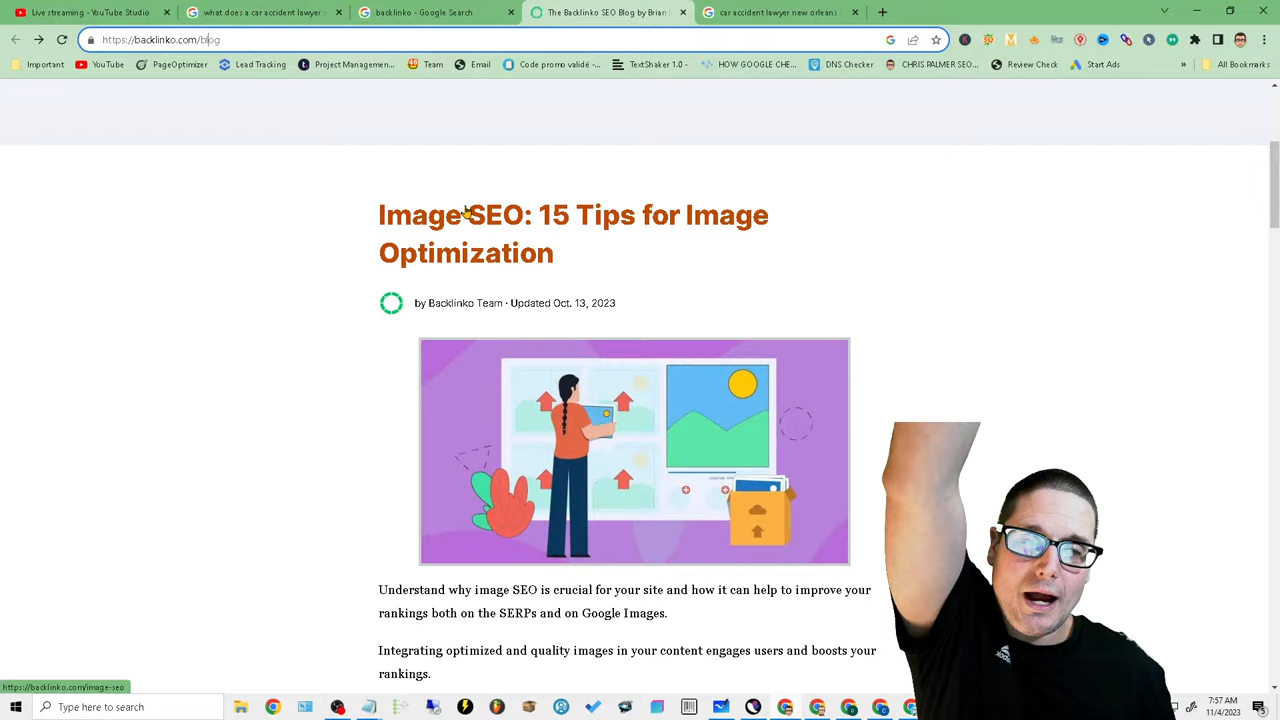 Live streaming - YouTube Studio
what does a car accident lawyer
backlinko - Google Search
The Backlinko SEO Blog by Brian
car accident lawyer new orleans
https://backlinko.com/blog
Important
YouTube
PageOptimizer
Lead Tracking
Project Managemen...
Team
Email
Code promo validé -...
TextShaker 1.0 -
HOW GOOGLE CHE...
DNS Checker
CHRIS PALMER SEO...
Review Check
Start Ads
»
All Bookmarks
Image SEO: 15 Tips for Image
Optimization
by Backlinko Team · Updated Oct. 13, 2023
Understand why image SEO is crucial for your site and how it can help to improve your
rankings both on the SERPs and on Google Images.
Integrating optimized and quality images in your content engages users and boosts your
rankings.
https://backlinko.com/image-seo
Type here to search
7:57 AM
11/4/2023